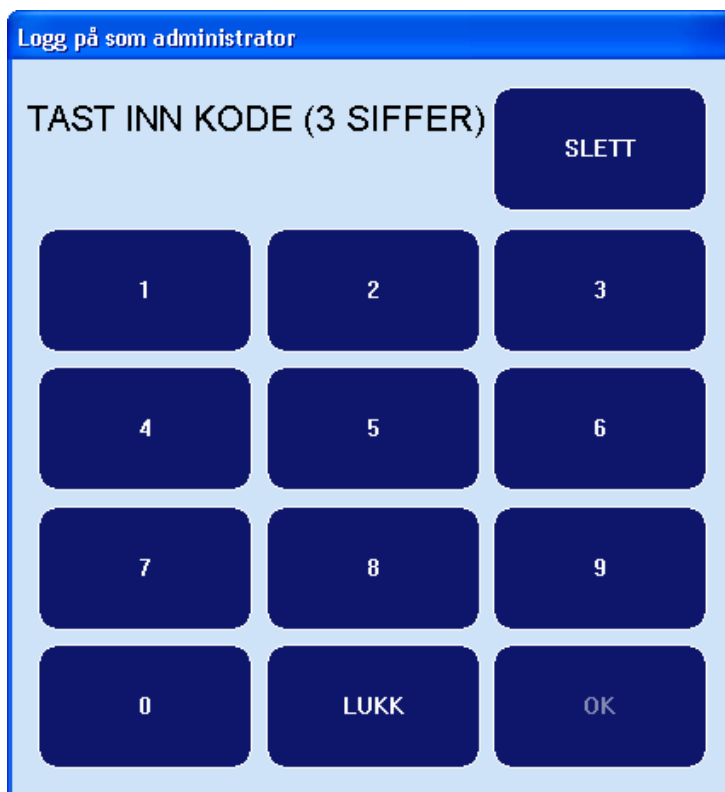 Logg på som administrator
TAST INN KODE (3 SIFFER)
SLETT
1 2 3
4 5 6
7 8 9
0 LUKK OK